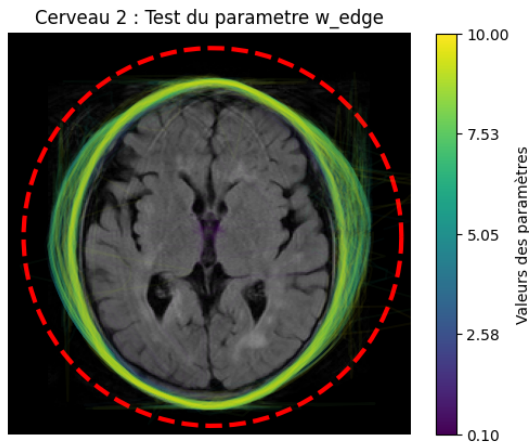 Cerveau 2 : Test du parametre w_edge
10.00
7.53
5.05
2.58
0.10
Valeurs des paramètres